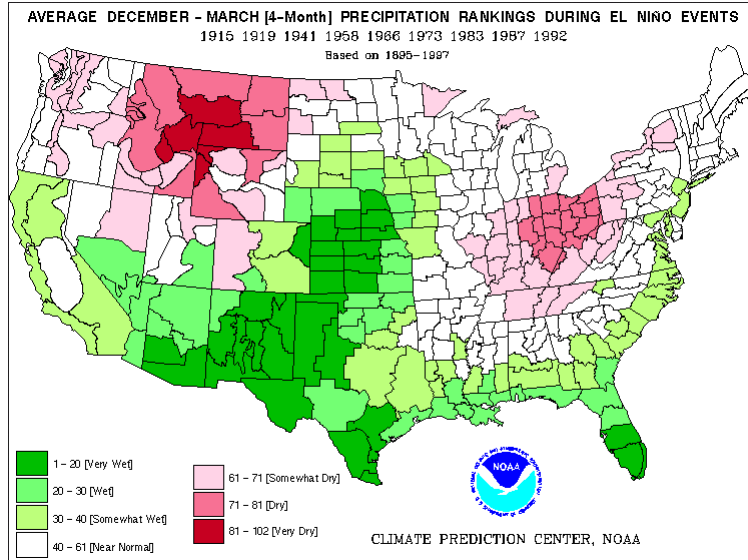 AVERAGE DECEMBER – MARCH [4-Month] PRECIPITATION RANKINGS DURING EL NIÑO EVENTS
1915 1919 1941 1958 1966 1973 1983 1987 1992
Based on 1895-1997
1 – 20 [Very Wet]
20 – 30 [Wet]
30 – 40 [Somewhat Wet]
40 – 61 [Near Normal]
61 – 71 [Somewhat Dry]
71 – 81 [Dry]
81 – 102 [Very Dry]
NOAA
CLIMATE PREDICTION CENTER, NOAA